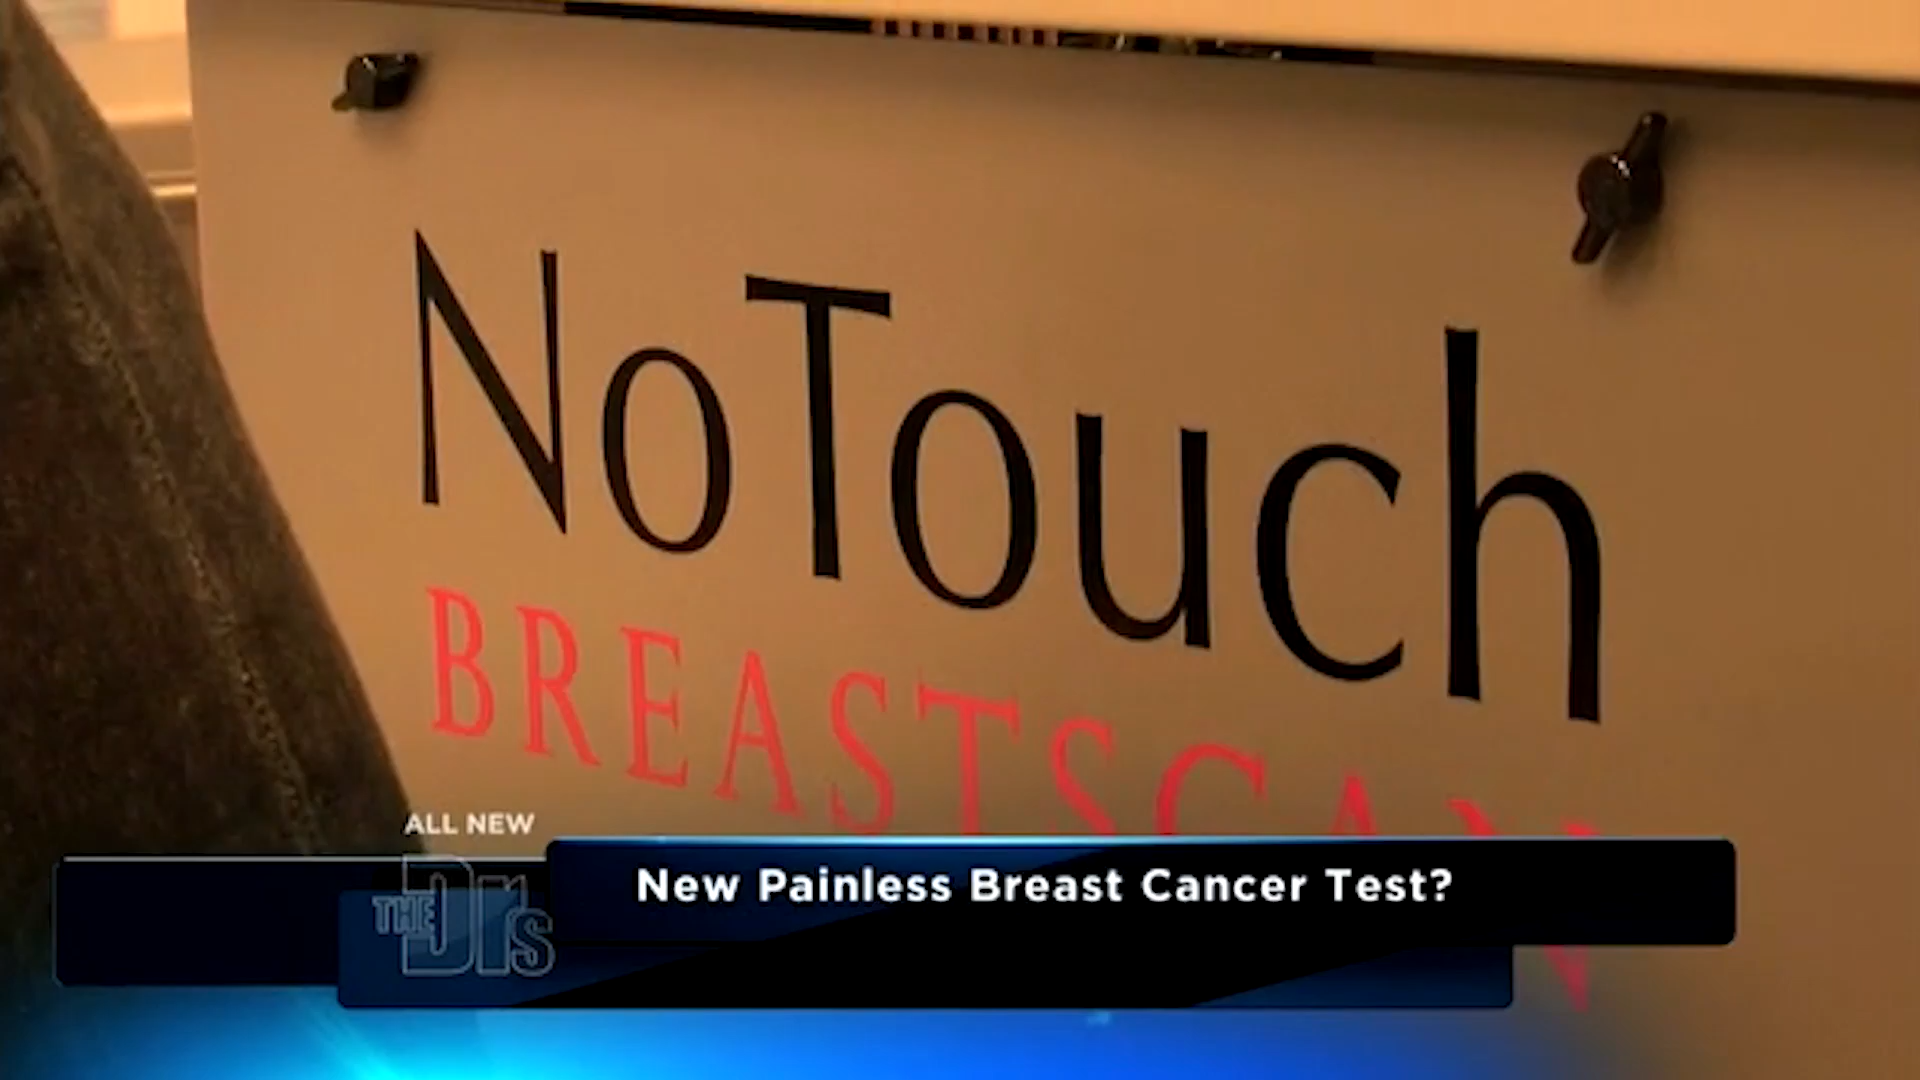 NoTouch
BREASTSCAN
ALL NEW
THE Drs
New Painless Breast Cancer Test?